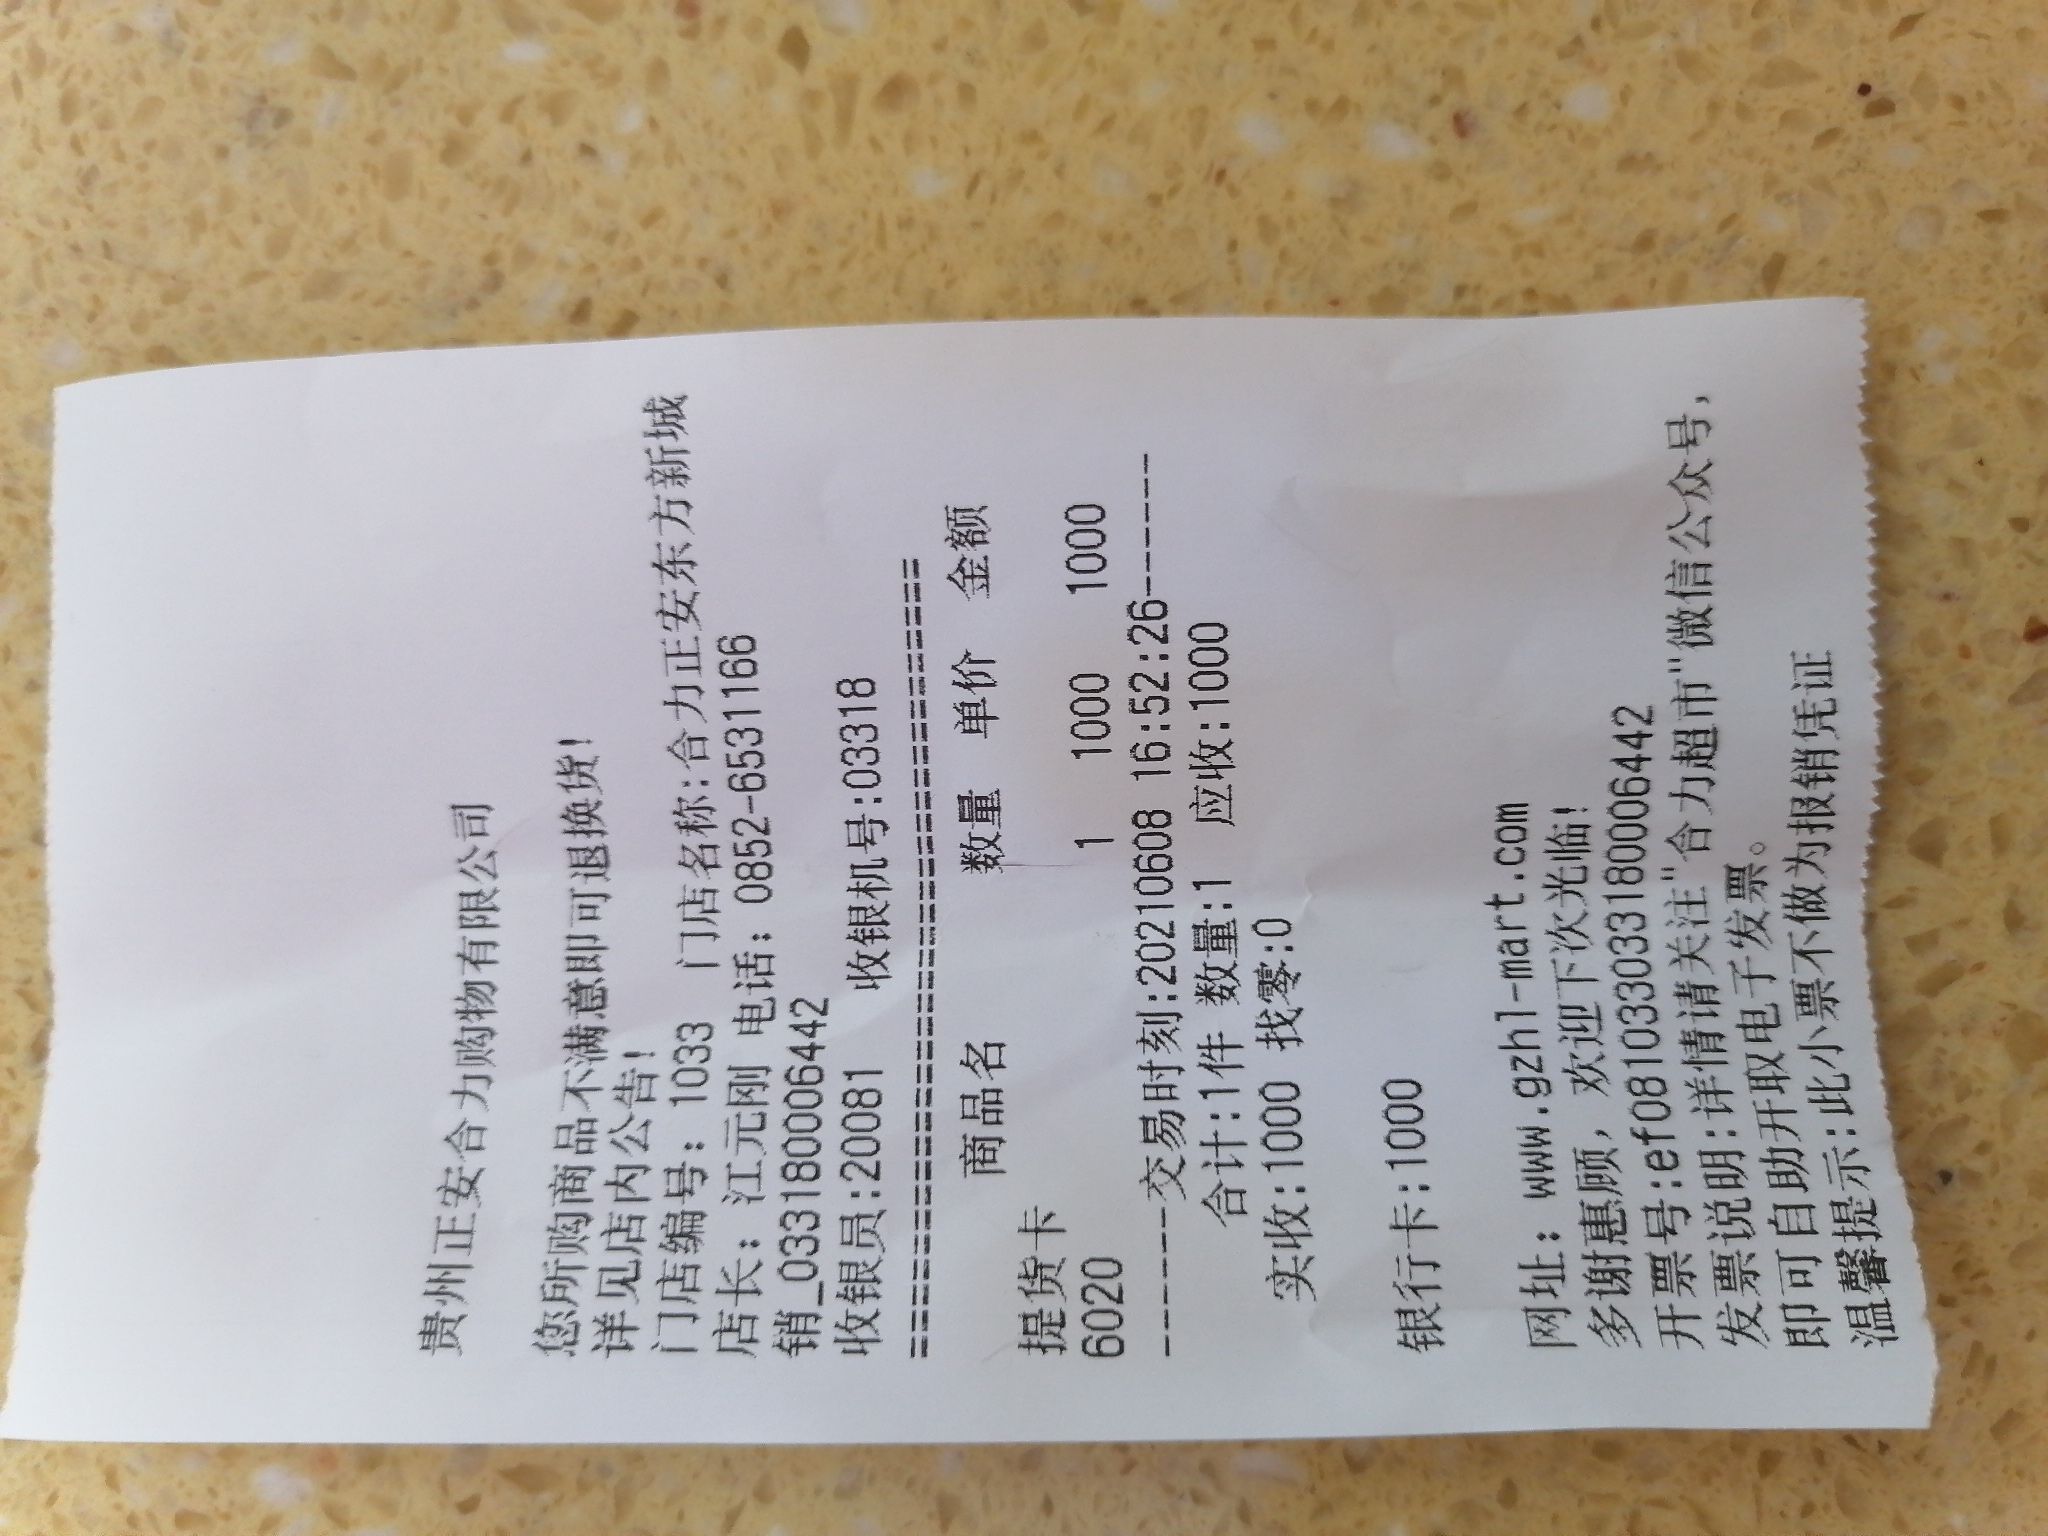 贵州正安合力购物有限公司
您所购商品不满意即可退换货!
详见店内公告!
门店编号: 1033 门店名称:合力正安东方新城
店长: 江元刚 电话: 0852-6531166
销_033180006442
收银员:20081 收银机号:03318
==========================================
商品名 数量 单价 金额
提货卡
6020 1 1000 1000
--------交易时刻:20210608 16:52:26--------
合计:1件 数量:1 应收:1000
实收:1000 找零:0
银行卡:1000
网址: www.gzhl-mart.com
多谢惠顾, 欢迎下次光临!
开票号:ef081033033180006442
发票说明:详情请关注"合力超市"微信公众号,
即可自助开取电子发票。
温馨提示:此小票不做为报销凭证